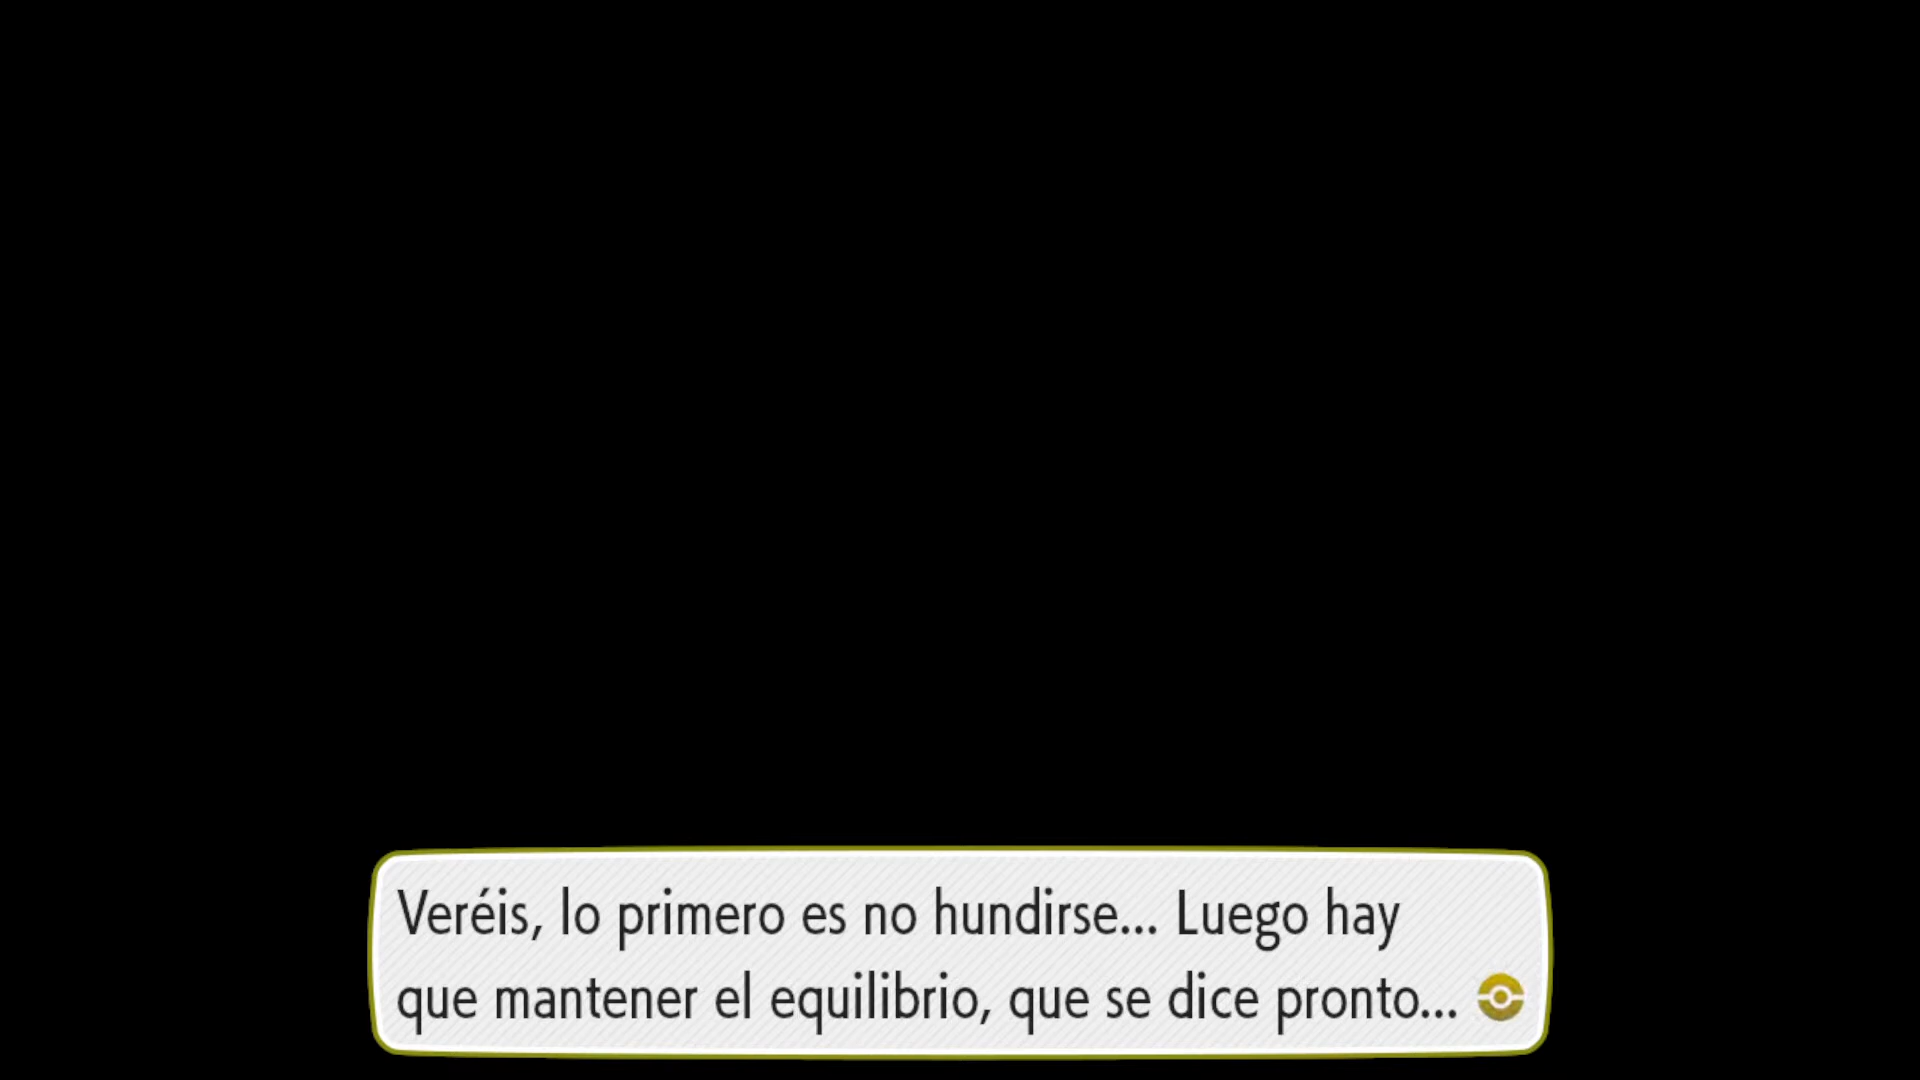 Veréis, lo primero es no hundirse... Luego hay
que mantener el equilibrio, que se dice pronto...